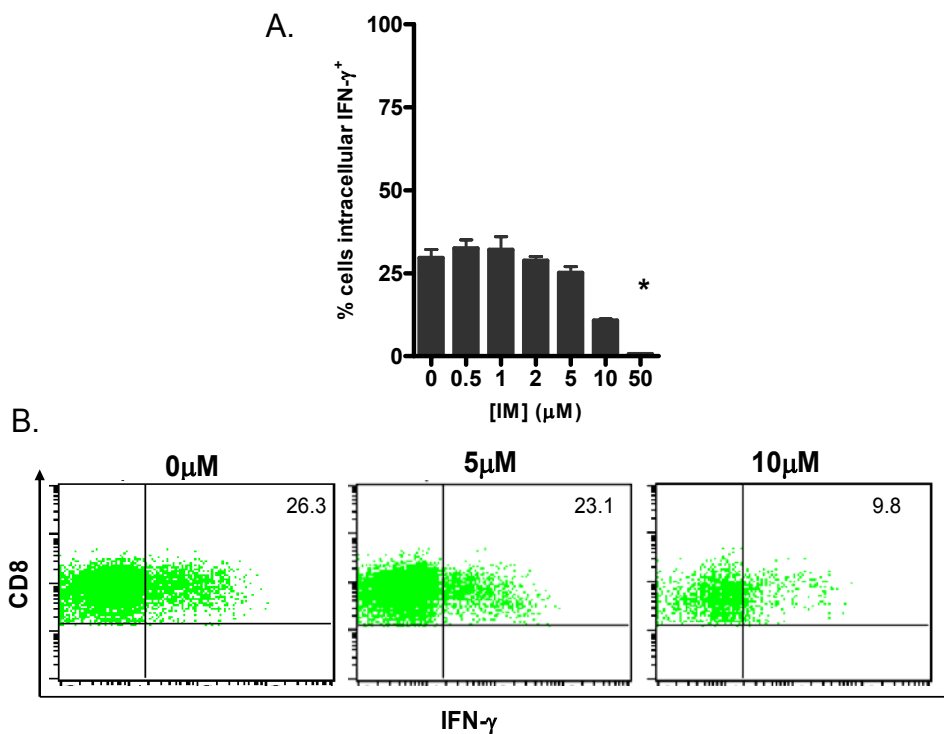 A.
% cells intracellular IFN-γ⁺
100
75
50
25
0
*
0 0.5 1 2 5 10 50
[IM] (μM)
B.
0μM 5μM 10μM
26.3 23.1 9.8
CD8
IFN-γ